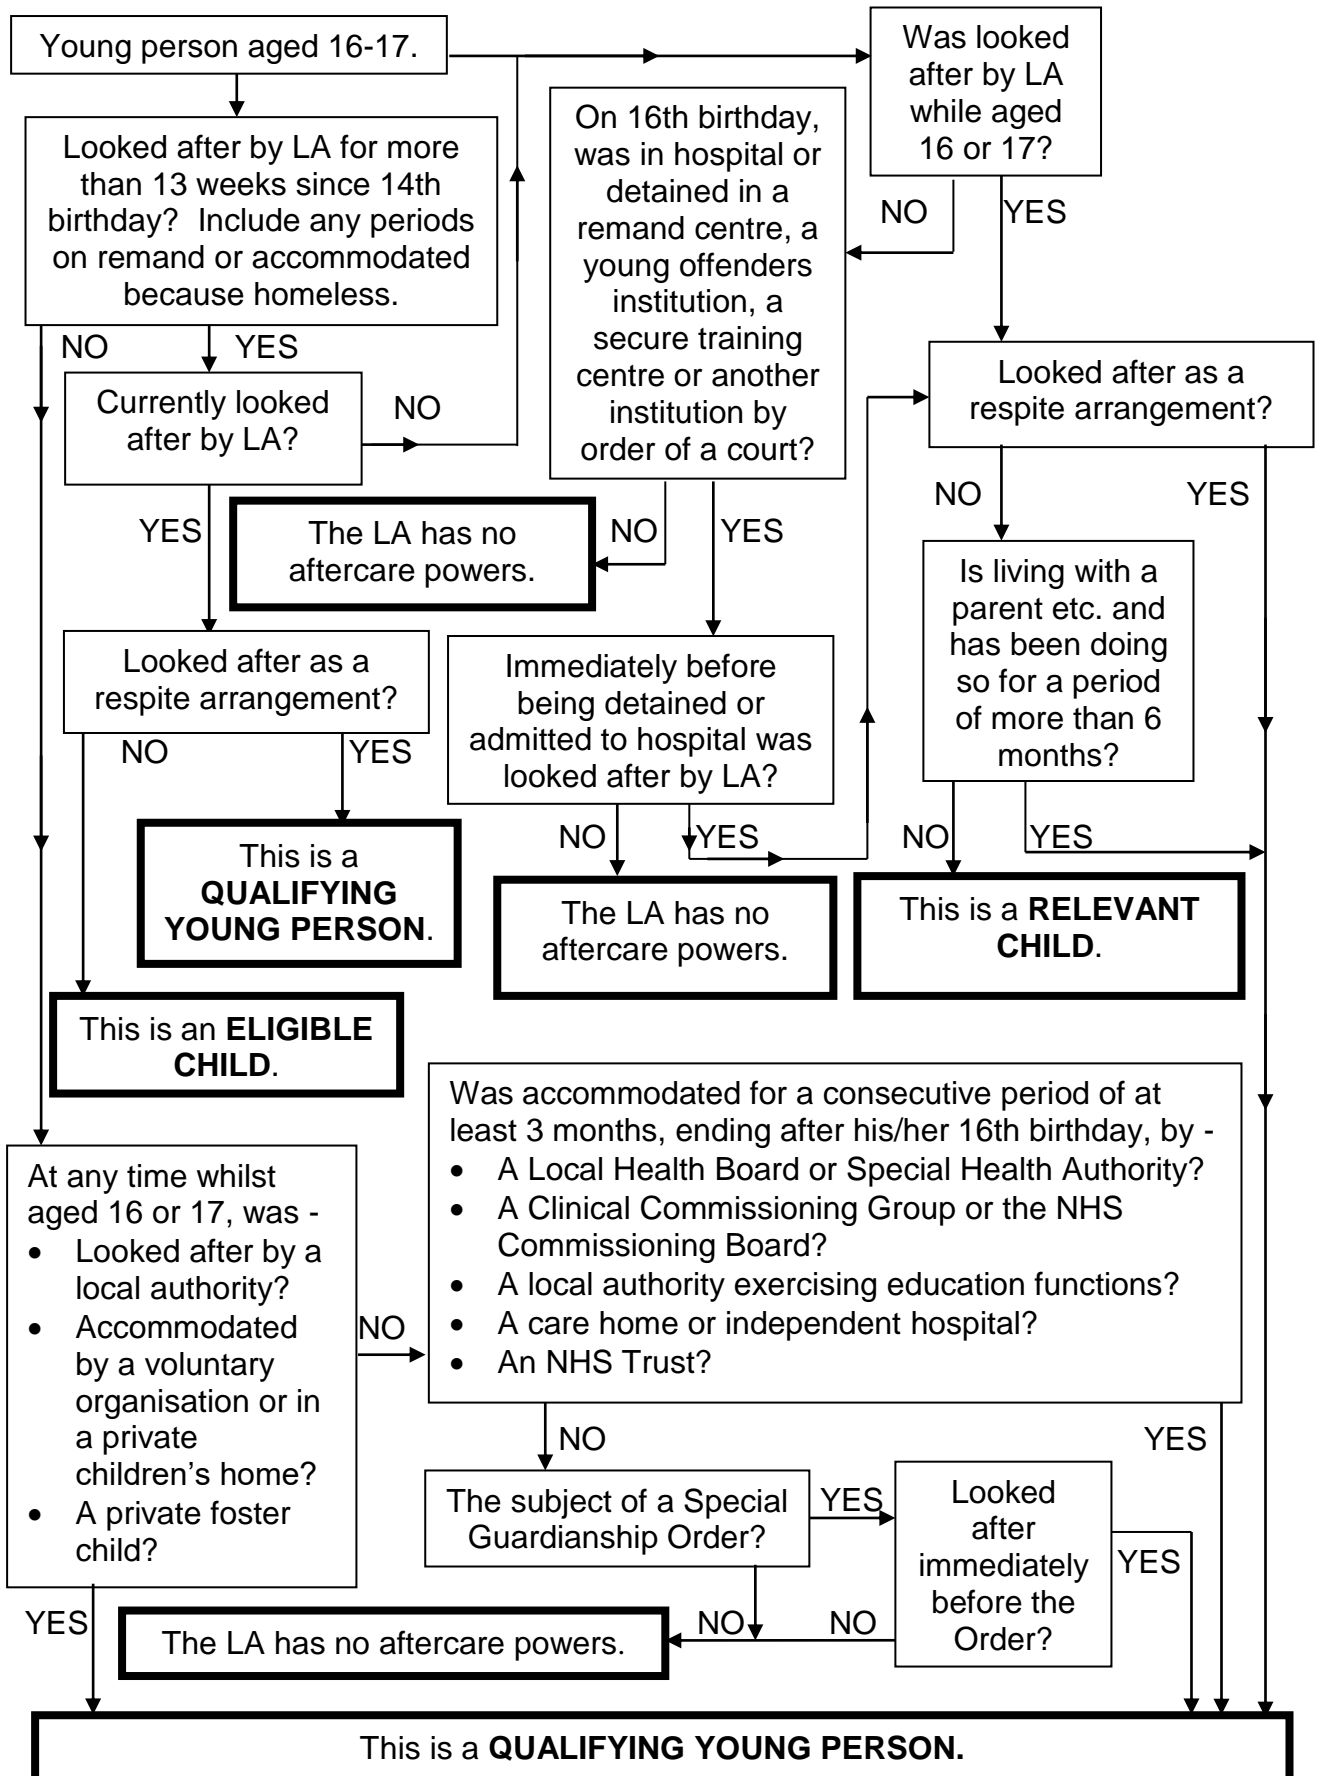 Young person aged 16-17.
Looked after by LA for more
than 13 weeks since 14th
birthday? Include any periods
on remand or accommodated
because homeless.
NO
YES
Currently looked
after by LA?
NO
YES
Looked after as a
respite arrangement?
NO
YES
This is a
QUALIFYING
YOUNG PERSON.
This is an ELIGIBLE
CHILD.
Was looked
after by LA
while aged
16 or 17?
NO
YES
On 16th birthday,
was in hospital or
detained in a
remand centre, a
young offenders
institution, a
secure training
centre or another
institution by
order of a court?
NO
YES
The LA has no
aftercare powers.
Immediately before
being detained or
admitted to hospital was
looked after by LA?
NO
YES
The LA has no
aftercare powers.
Looked after as a
respite arrangement?
NO
YES
Is living with a
parent etc. and
has been doing
so for a period
of more than 6
months?
NO
YES
This is a RELEVANT
CHILD.
At any time whilst
aged 16 or 17, was -
• Looked after by a
local authority?
• Accommodated
by a voluntary
organisation or in
a private
children's home?
• A private foster
child?
NO
YES
Was accommodated for a consecutive period of at
least 3 months, ending after his/her 16th birthday, by -
• A Local Health Board or Special Health Authority?
• A Clinical Commissioning Group or the NHS
Commissioning Board?
• A local authority exercising education functions?
• A care home or independent hospital?
• An NHS Trust?
NO
YES
The subject of a Special
Guardianship Order?
YES
NO
Looked
after
immediately
before the
Order?
YES
NO
The LA has no aftercare powers.
This is a QUALIFYING YOUNG PERSON.